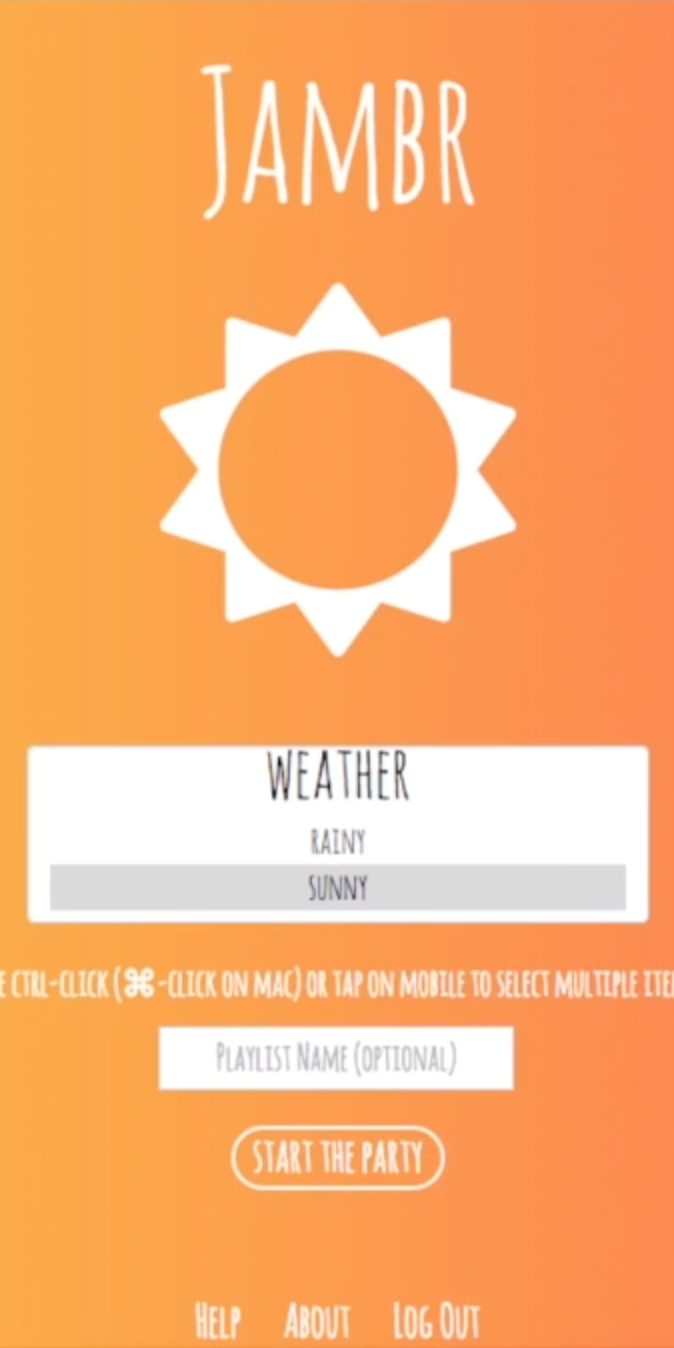 JAMBR
WEATHER
RAINY
SUNNY
E CTRL-CLICK (⌘-CLICK ON MAC) OR TAP ON MOBILE TO SELECT MULTIPLE ITE
PLAYLIST NAME (OPTIONAL)
START THE PARTY
HELP ABOUT LOG OUT